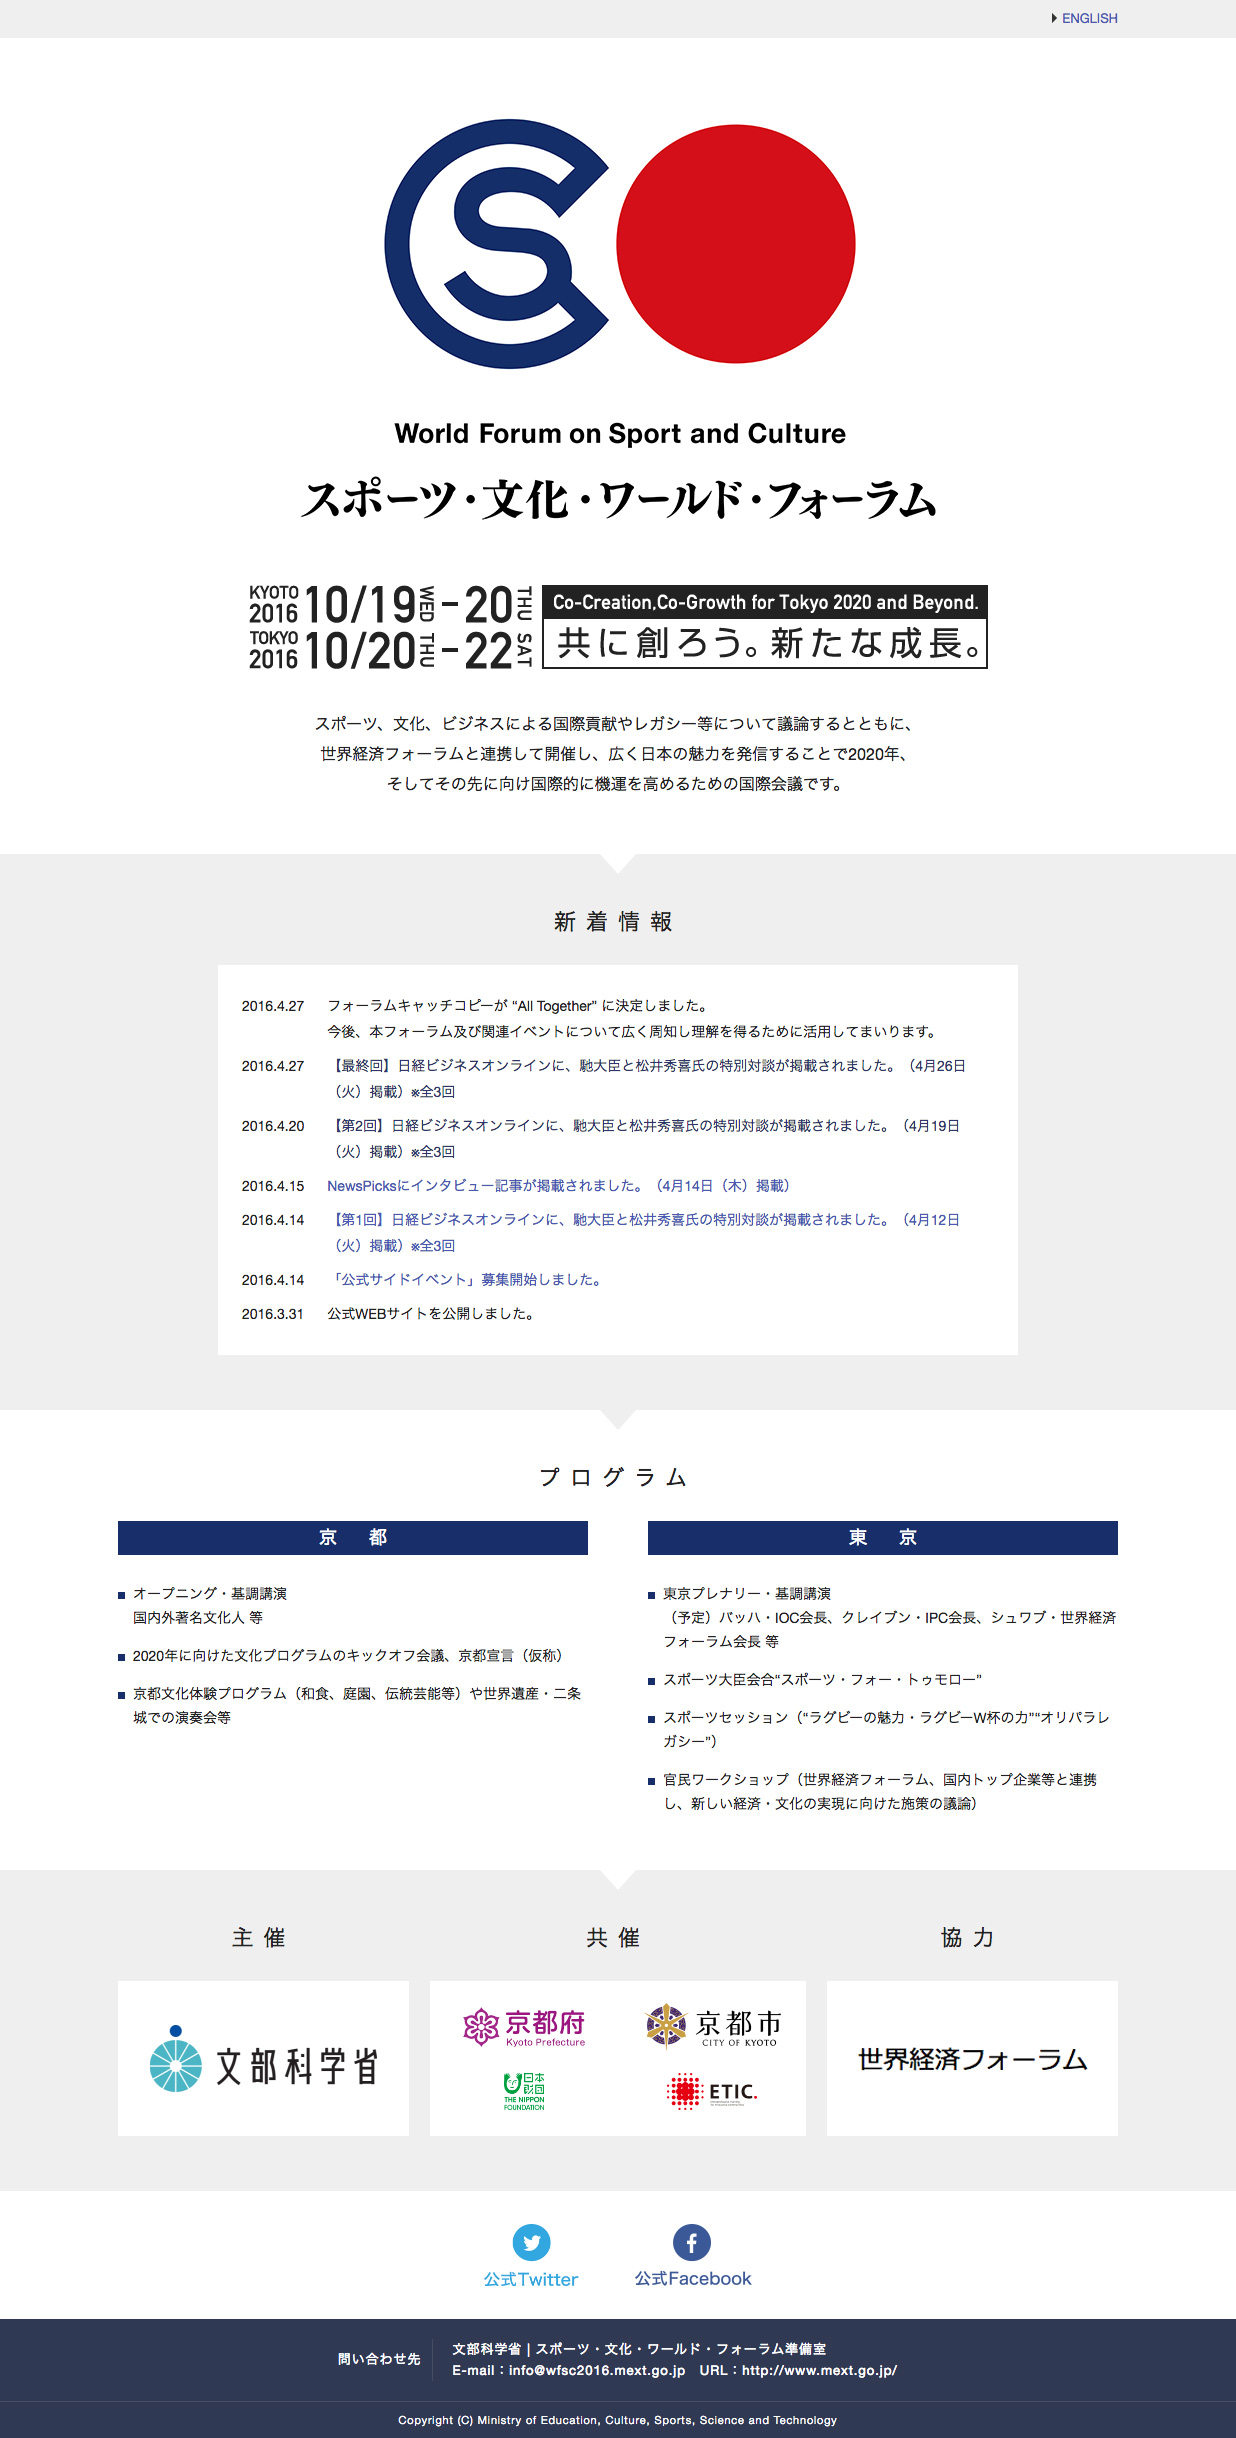 ENGLISH
CSO
World Forum on Sport and Culture
スポーツ・文化・ワールド・フォーラム
KYOTO 2016 10/19 WED - 20 THU
TOKYO 2016 10/20 THU - 22 SAT
Co-Creation,Co-Growth for Tokyo 2020 and Beyond.
共に創ろう。新たな成長。
スポーツ、文化、ビジネスによる国際貢献やレガシー等について議論するとともに、
世界経済フォーラムと連携して開催し、広く日本の魅力を発信することで2020年、
そしてその先に向け国際的に機運を高めるための国際会議です。
新着情報
2016.4.27 フォーラムキャッチコピーが “All Together” に決定しました。
今後、本フォーラム及び関連イベントについて広く周知し理解を得るために活用してまいります。
2016.4.27 【最終回】日経ビジネスオンラインに、馳大臣と松井秀喜氏の特別対談が掲載されました。（4月26日
（火）掲載）※全3回
2016.4.20 【第2回】日経ビジネスオンラインに、馳大臣と松井秀喜氏の特別対談が掲載されました。（4月19日
（火）掲載）※全3回
2016.4.15 NewsPicksにインタビュー記事が掲載されました。（4月14日（木）掲載）
2016.4.14 【第1回】日経ビジネスオンラインに、馳大臣と松井秀喜氏の特別対談が掲載されました。（4月12日
（火）掲載）※全3回
2016.4.14 「公式サイドイベント」募集開始しました。
2016.3.31 公式WEBサイトを公開しました。
プログラム
京都
オープニング・基調講演
国内外著名文化人 等
2020年に向けた文化プログラムのキックオフ会議、京都宣言（仮称）
京都文化体験プログラム（和食、庭園、伝統芸能等）や世界遺産・二条
城での演奏会等
東京
東京プレナリー・基調講演
（予定）バッハ・IOC会長、クレイブン・IPC会長、シュワブ・世界経済
フォーラム会長 等
スポーツ大臣会合“スポーツ・フォー・トゥモロー”
スポーツセッション（“ラグビーの魅力・ラグビーW杯の力”“オリパラレ
ガシー”）
官民ワークショップ（世界経済フォーラム、国内トップ企業等と連携
し、新しい経済・文化の実現に向けた施策の議論）
主催
文部科学省
共催
京都府
Kyoto Prefecture
京都市
CITY OF KYOTO
日本
財団
THE NIPPON
FOUNDATION
ETIC.
協力
世界経済フォーラム
公式Twitter
公式Facebook
問い合わせ先
文部科学省 | スポーツ・文化・ワールド・フォーラム準備室
E-mail：info@wfsc2016.mext.go.jp URL：http://www.mext.go.jp/
Copyright (C) Ministry of Education, Culture, Sports, Science and Technology